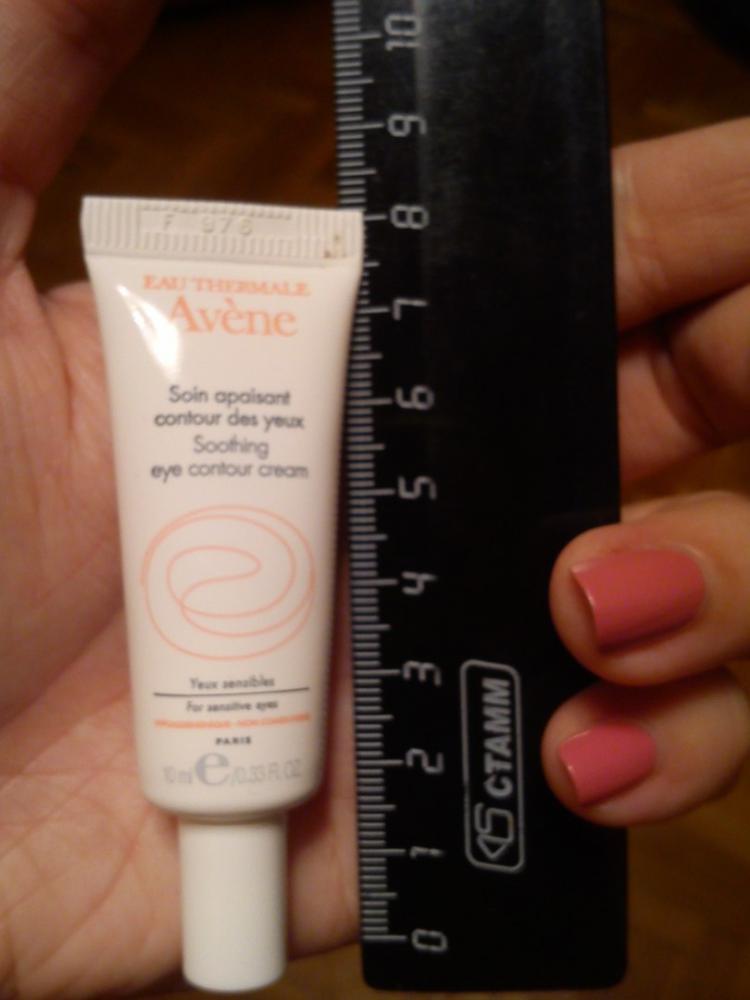 F 976
EAU THERMALE
Avène
Soin apaisant
contour des yeux
Soothing
eye contour cream
Yeux sensibles
For sensitive eyes
PARIS
10 ml e/0.33 FL.OZ.
10
9
8
7
6
5
4
3
2
1
0
СТАММ